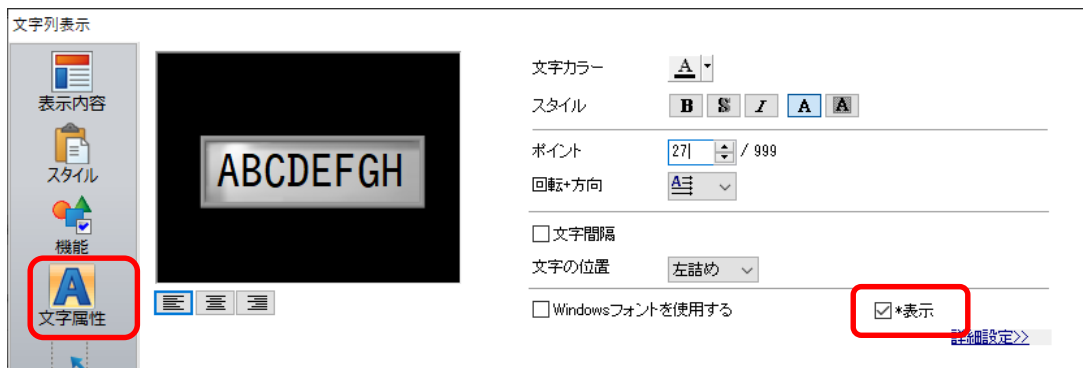 文字列表示
表示内容
スタイル
機能
文字属性
ABCDEFGH
文字カラー A
スタイル B S I A A
ポイント 27 / 999
回転+方向 A
文字間隔
文字の位置 左詰め
Windowsフォントを使用する *表示
詳細設定>>